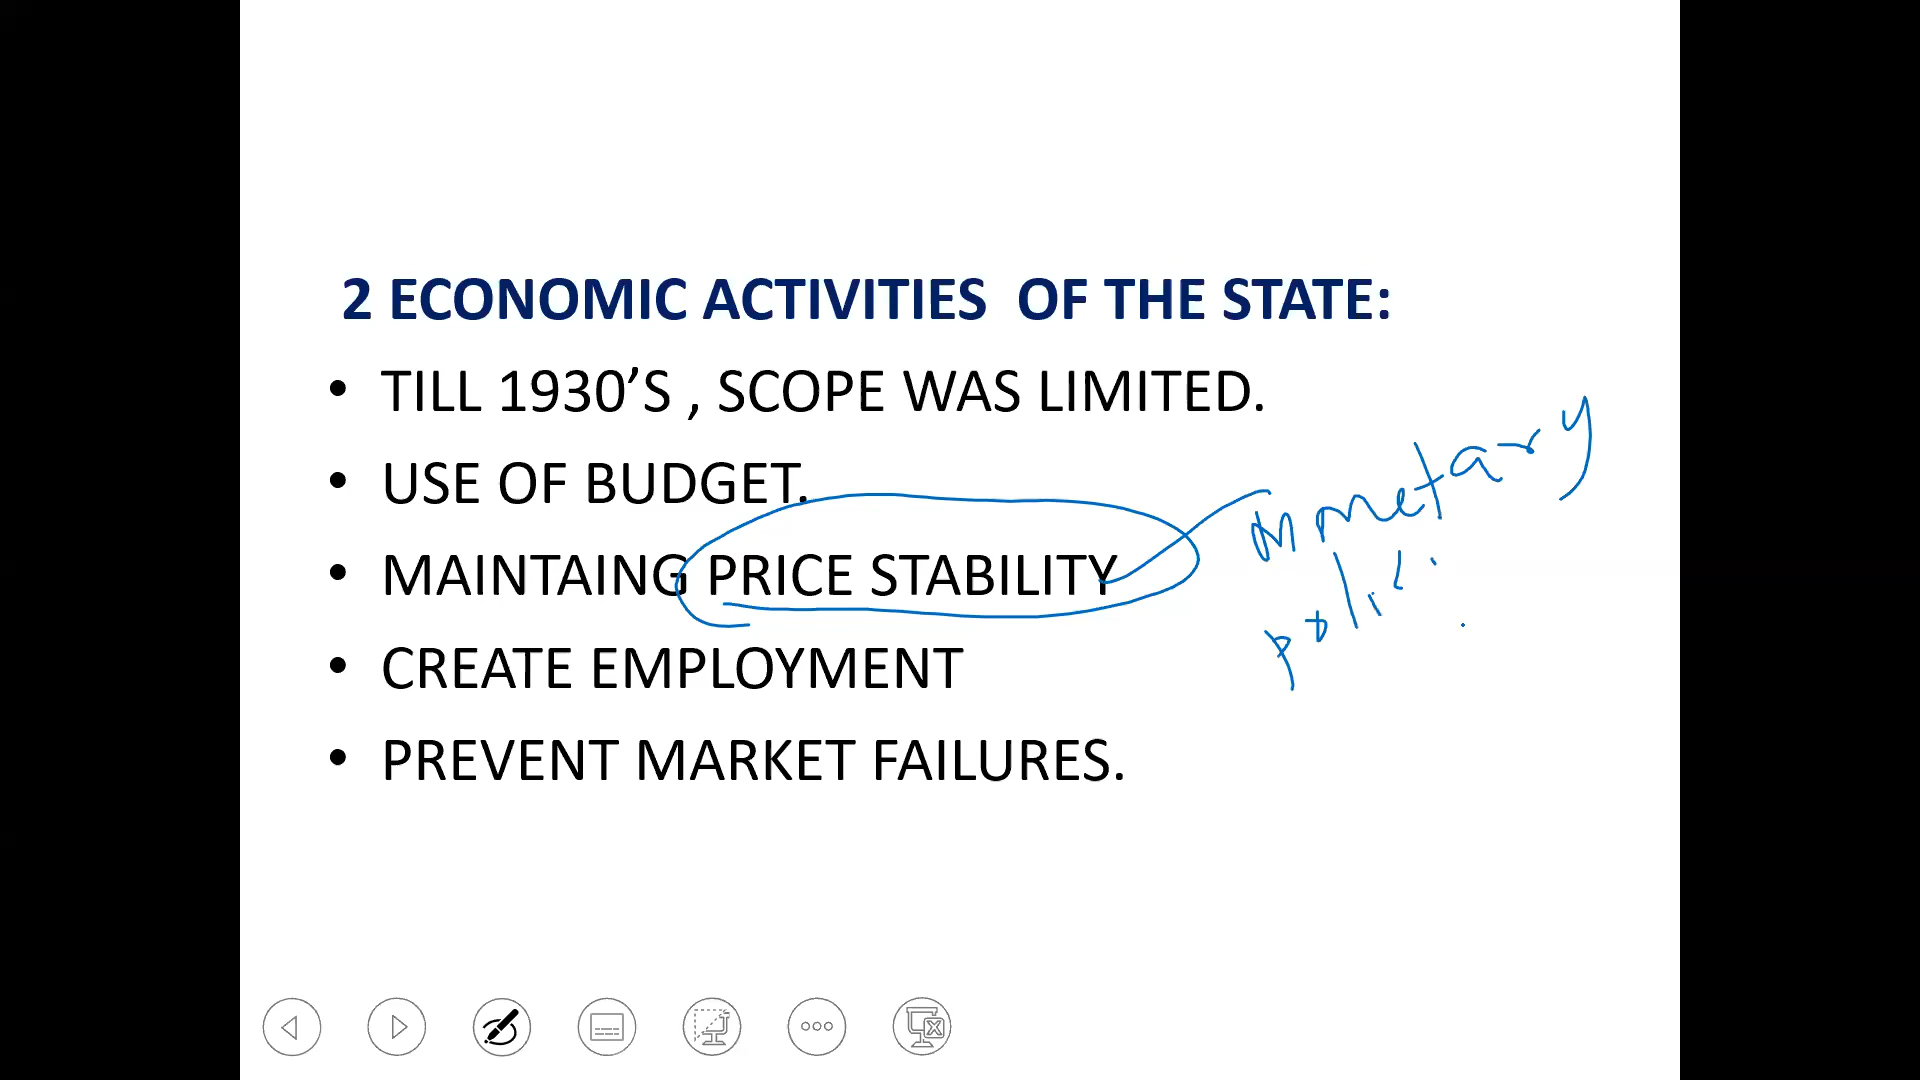 2 ECONOMIC ACTIVITIES OF THE STATE:
• TILL 1930’S , SCOPE WAS LIMITED.
• USE OF BUDGET.
• MAINTAING PRICE STABILITY
• CREATE EMPLOYMENT
• PREVENT MARKET FAILURES.